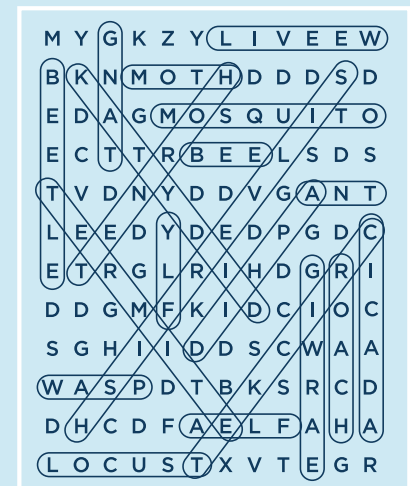 M Y G K Z Y L I V E E W
B K N M O T H D D D S D
E D A G M O S Q U I T O
E C T T R B E E L S D S
T V D N Y D D V G A N T
L E E D Y D E D P G D C
E T R G L R I H D G R I
D D G M F K I D C I O C
S G H I I D D S C W A A
W A S P D T B K S R C D
D H C D F A E L F A H A
L O C U S T X V T E G R